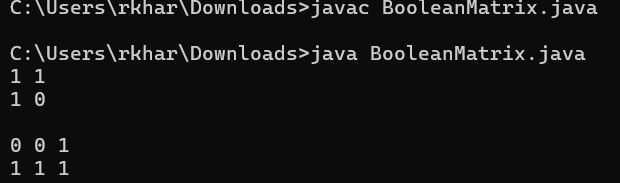 C:\Users\rkhar\Downloads>javac BooleanMatrix.java
C:\Users\rkhar\Downloads>java BooleanMatrix.java
1 1
1 0
0 0 1
1 1 1